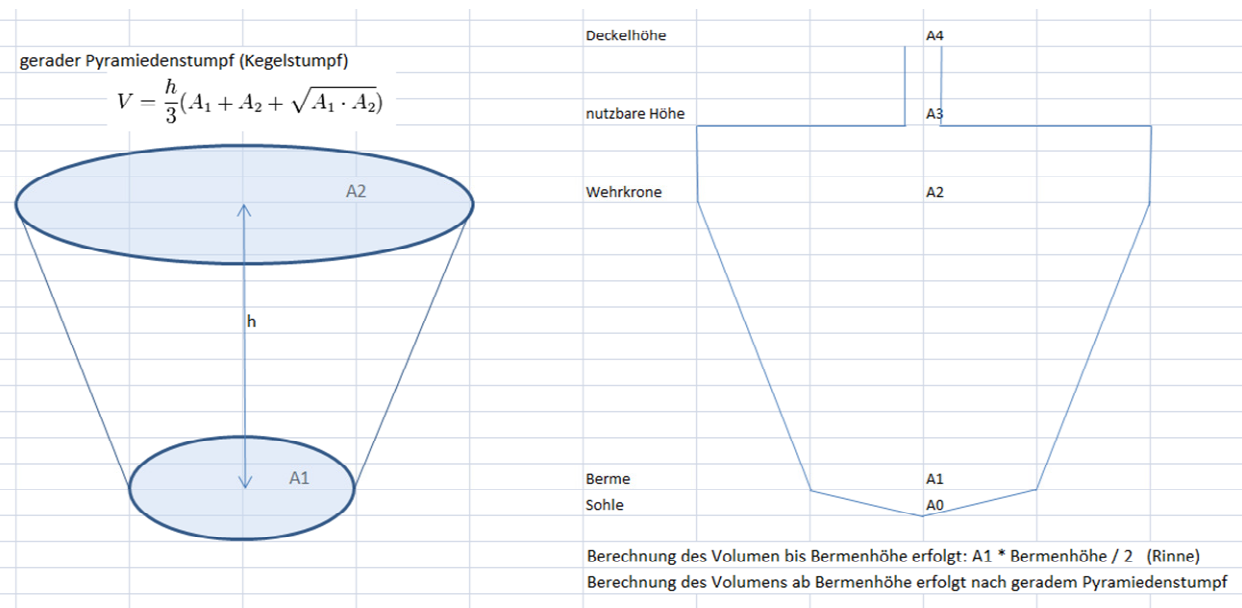 gerader Pyramiedenstumpf (Kegelstumpf)
V = h/3 (A₁ + A₂ + √(A₁ · A₂))
A2
h
A1
Deckelhöhe A4
nutzbare Höhe A3
Wehrkrone A2
Berme A1
Sohle A0
Berechnung des Volumen bis Bermenhöhe erfolgt: A1 * Bermenhöhe / 2 (Rinne)
Berechnung des Volumens ab Bermenhöhe erfolgt nach geradem Pyramiedenstumpf